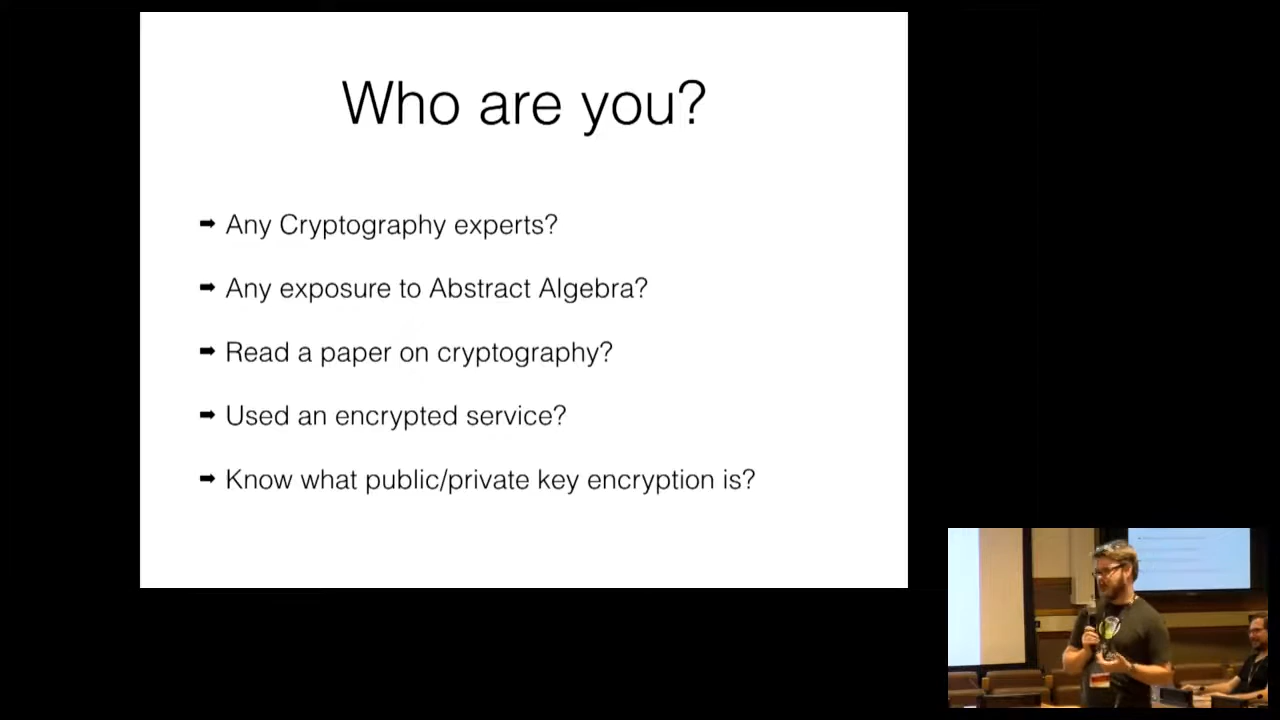 Who are you?
➡ Any Cryptography experts?
➡ Any exposure to Abstract Algebra?
➡ Read a paper on cryptography?
➡ Used an encrypted service?
➡ Know what public/private key encryption is?